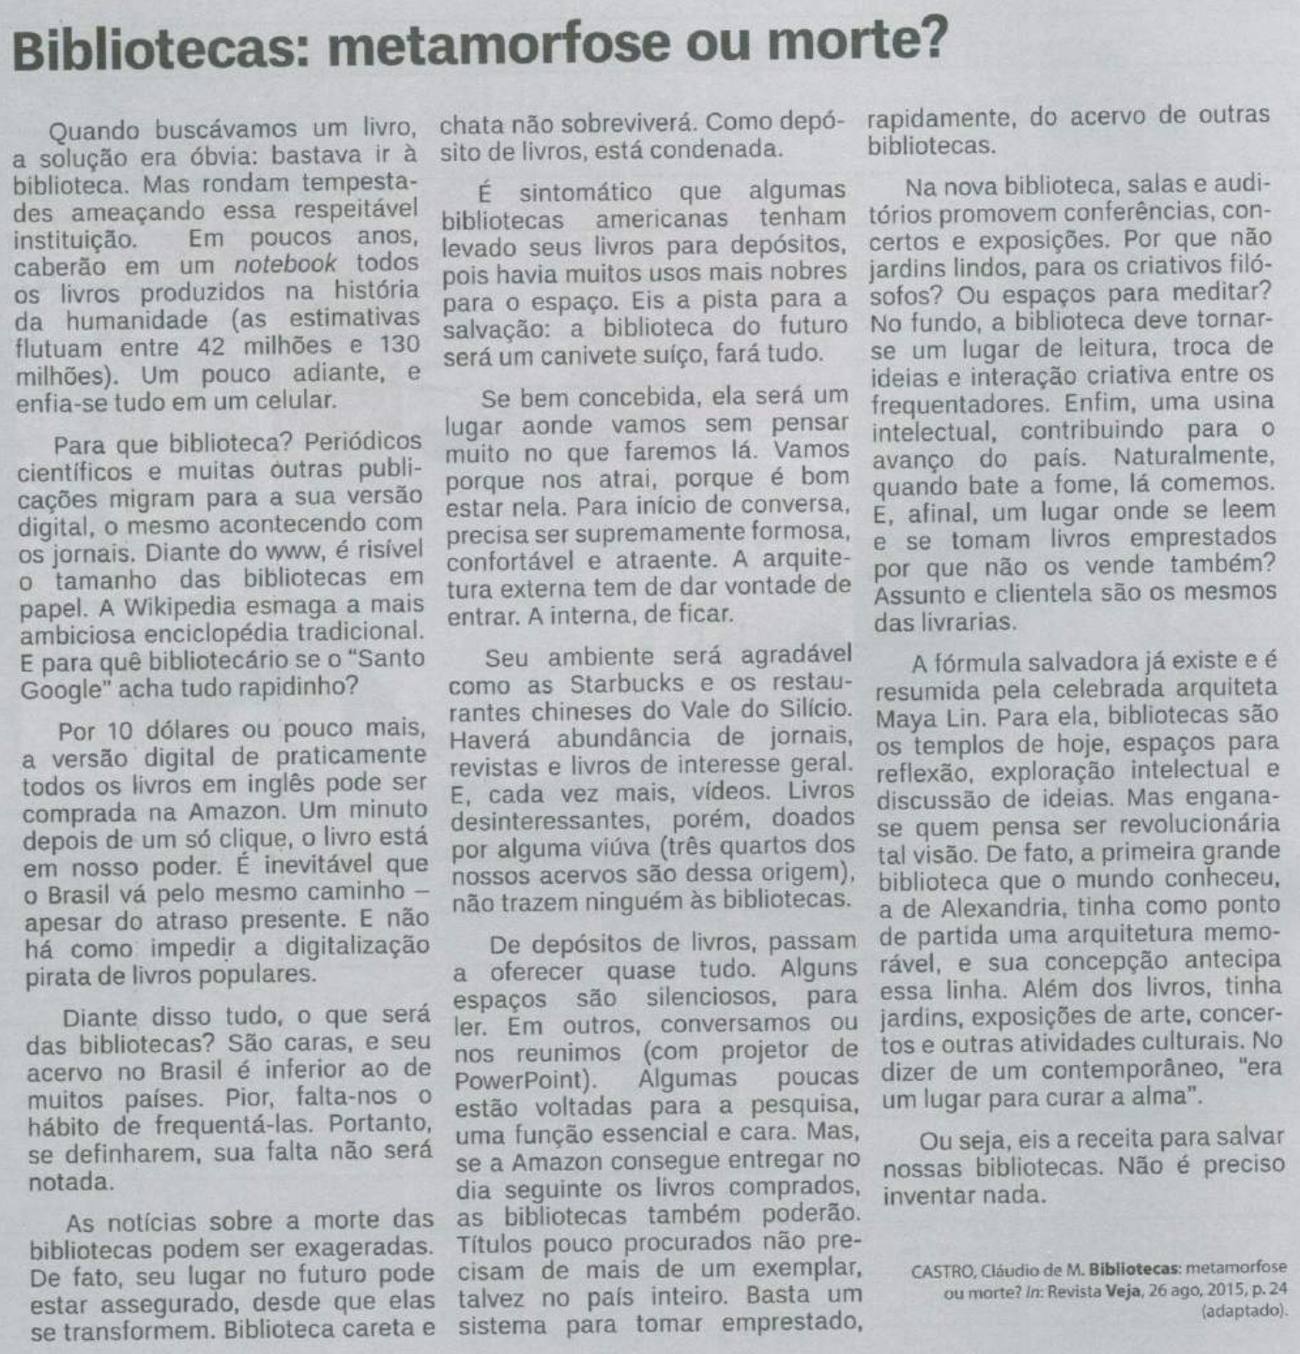 Bibliotecas: metamorfose ou morte?
Quando buscávamos um livro,
a solução era óbvia: bastava ir à
biblioteca. Mas rondam tempesta-
des ameaçando essa respeitável
instituição. Em poucos anos,
caberão em um notebook todos
os livros produzidos na história
da humanidade (as estimativas
flutuam entre 42 milhões e 130
milhões). Um pouco adiante, e
enfia-se tudo em um celular.
Para que biblioteca? Periódicos
científicos e muitas outras publi-
cações migram para a sua versão
digital, o mesmo acontecendo com
os jornais. Diante do www, é risível
o tamanho das bibliotecas em
papel. A Wikipedia esmaga a mais
ambiciosa enciclopédia tradicional.
E para quê bibliotecário se o "Santo
Google" acha tudo rapidinho?
Por 10 dólares ou pouco mais,
a versão digital de praticamente
todos os livros em inglês pode ser
comprada na Amazon. Um minuto
depois de um só clique, o livro está
em nosso poder. É inevitável que
o Brasil vá pelo mesmo caminho –
apesar do atraso presente. E não
há como impedir a digitalização
pirata de livros populares.
Diante disso tudo, o que será
das bibliotecas? São caras, e seu
acervo no Brasil é inferior ao de
muitos países. Pior, falta-nos o
hábito de frequentá-las. Portanto,
se definharem, sua falta não será
notada.
As notícias sobre a morte das
bibliotecas podem ser exageradas.
De fato, seu lugar no futuro pode
estar assegurado, desde que elas
se transformem. Biblioteca careta e
chata não sobreviverá. Como depó-
sito de livros, está condenada.
É sintomático que algumas
bibliotecas americanas tenham
levado seus livros para depósitos,
pois havia muitos usos mais nobres
para o espaço. Eis a pista para a
salvação: a biblioteca do futuro
será um canivete suíço, fará tudo.
Se bem concebida, ela será um
lugar aonde vamos sem pensar
muito no que faremos lá. Vamos
porque nos atrai, porque é bom
estar nela. Para início de conversa,
precisa ser supremamente formosa,
confortável e atraente. A arquite-
tura externa tem de dar vontade de
entrar. A interna, de ficar.
Seu ambiente será agradável
como as Starbucks e os restau-
rantes chineses do Vale do Silício.
Haverá abundância de jornais,
revistas e livros de interesse geral.
E, cada vez mais, vídeos. Livros
desinteressantes, porém, doados
por alguma viúva (três quartos dos
nossos acervos são dessa origem),
não trazem ninguém às bibliotecas.
De depósitos de livros, passam
a oferecer quase tudo. Alguns
espaços são silenciosos, para
ler. Em outros, conversamos ou
nos reunimos (com projetor de
PowerPoint). Algumas poucas
estão voltadas para a pesquisa,
uma função essencial e cara. Mas,
se a Amazon consegue entregar no
dia seguinte os livros comprados,
as bibliotecas também poderão.
Títulos pouco procurados não pre-
cisam de mais de um exemplar,
talvez no país inteiro. Basta um
sistema para tomar emprestado,
rapidamente, do acervo de outras
bibliotecas.
Na nova biblioteca, salas e audi-
tórios promovem conferências, con-
certos e exposições. Por que não
jardins lindos, para os criativos filó-
sofos? Ou espaços para meditar?
No fundo, a biblioteca deve tornar-
se um lugar de leitura, troca de
ideias e interação criativa entre os
frequentadores. Enfim, uma usina
intelectual, contribuindo para o
avanço do país. Naturalmente,
quando bate a fome, lá comemos.
E, afinal, um lugar onde se leem
e se tomam livros emprestados
por que não os vende também?
Assunto e clientela são os mesmos
das livrarias.
A fórmula salvadora já existe e é
resumida pela celebrada arquiteta
Maya Lin. Para ela, bibliotecas são
os templos de hoje, espaços para
reflexão, exploração intelectual e
discussão de ideias. Mas engana-
se quem pensa ser revolucionária
tal visão. De fato, a primeira grande
biblioteca que o mundo conheceu,
a de Alexandria, tinha como ponto
de partida uma arquitetura memo-
rável, e sua concepção antecipa
essa linha. Além dos livros, tinha
jardins, exposições de arte, concer-
tos e outras atividades culturais. No
dizer de um contemporâneo, "era
um lugar para curar a alma".
Ou seja, eis a receita para salvar
nossas bibliotecas. Não é preciso
inventar nada.
CASTRO, Cláudio de M. Bibliotecas: metamorfose
ou morte? In: Revista Veja, 26 ago, 2015, p. 24
(adaptado).